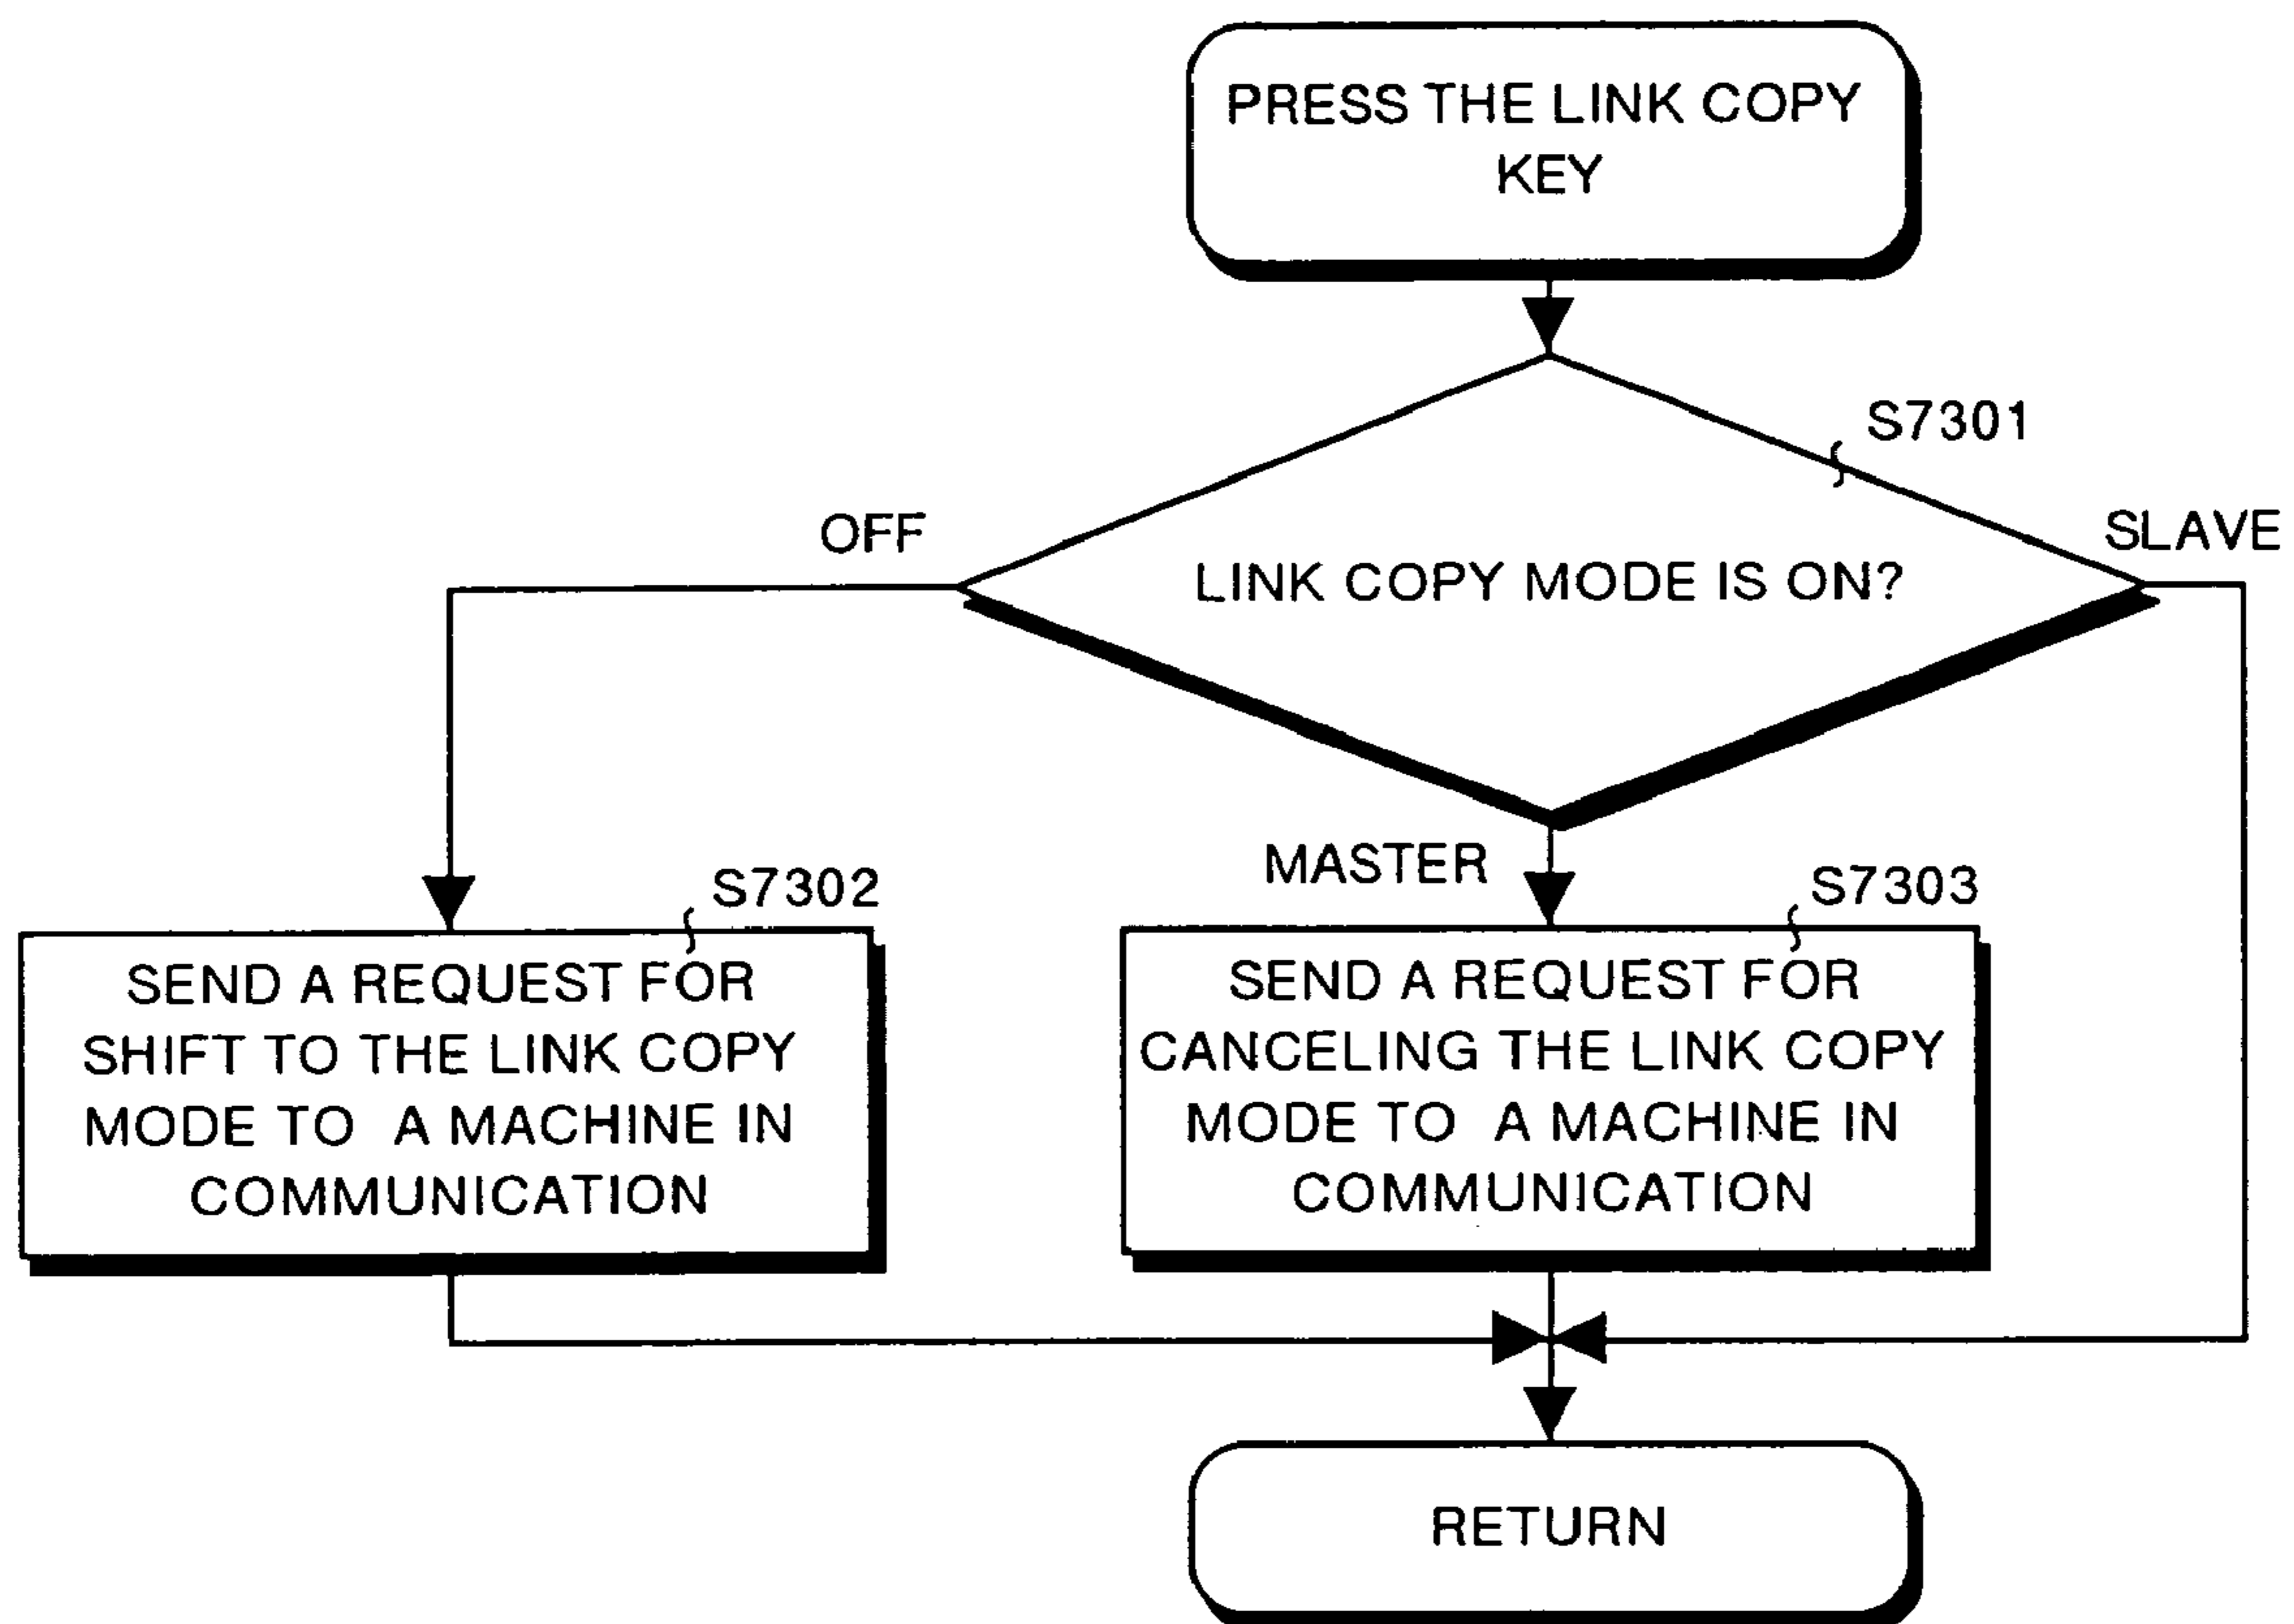 PRESS THE LINK COPY
KEY
S7301
OFF
SLAVE
LINK COPY MODE IS ON?
MASTER
S7302
S7303
SEND A REQUEST FOR
SHIFT TO THE LINK COPY
MODE TO A MACHINE IN
COMMUNICATION
SEND A REQUEST FOR
CANCELING THE LINK COPY
MODE TO A MACHINE IN
COMMUNICATION
RETURN